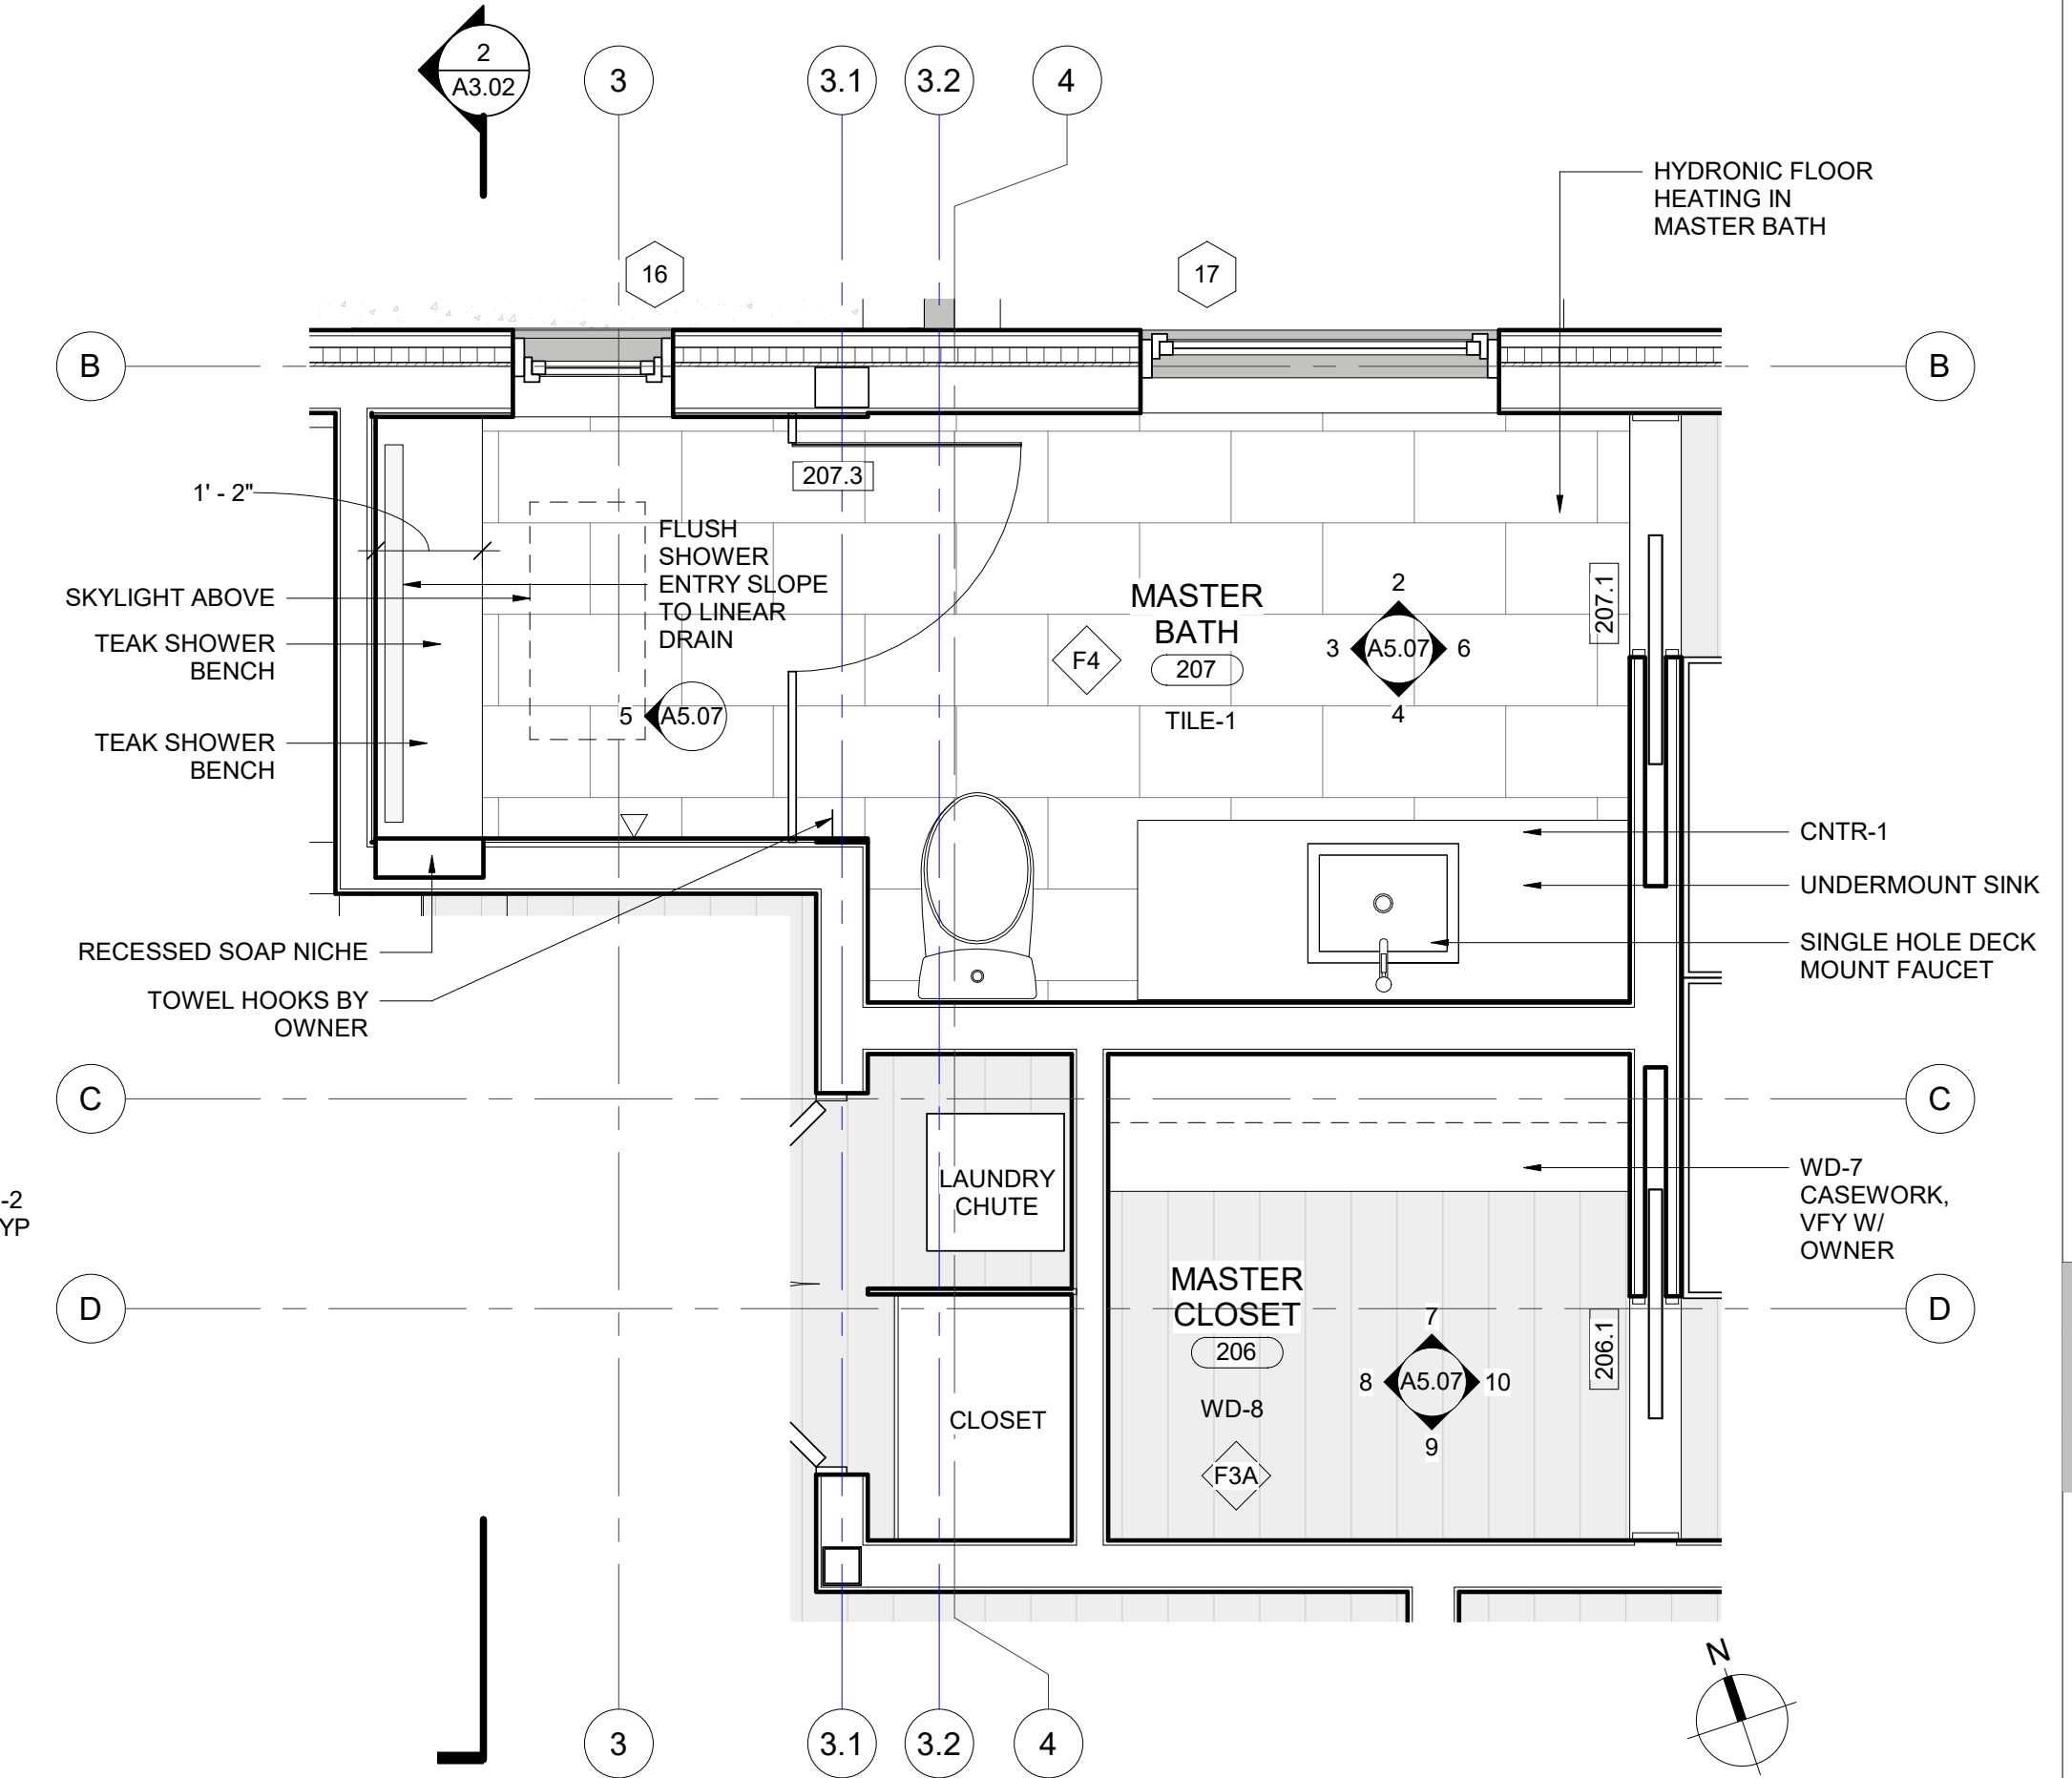 2
A3.02
3
3.1
3.2
4
HYDRONIC FLOOR
HEATING IN
MASTER BATH
16
17
B
B
207.3
1' - 2"
FLUSH
SHOWER
ENTRY SLOPE
TO LINEAR
DRAIN
SKYLIGHT ABOVE
TEAK SHOWER
BENCH
TEAK SHOWER
BENCH
5
A5.07
MASTER
BATH
207
TILE-1
F4
2
3
A5.07
6
4
207.1
CNTR-1
UNDERMOUNT SINK
SINGLE HOLE DECK
MOUNT FAUCET
RECESSED SOAP NICHE
TOWEL HOOKS BY
OWNER
C
C
LAUNDRY
CHUTE
WD-7
CASEWORK,
VFY W/
OWNER
-2
YP
D
D
MASTER
CLOSET
206
WD-8
F3A
7
8
A5.07
10
9
206.1
CLOSET
N
3
3.1
3.2
4